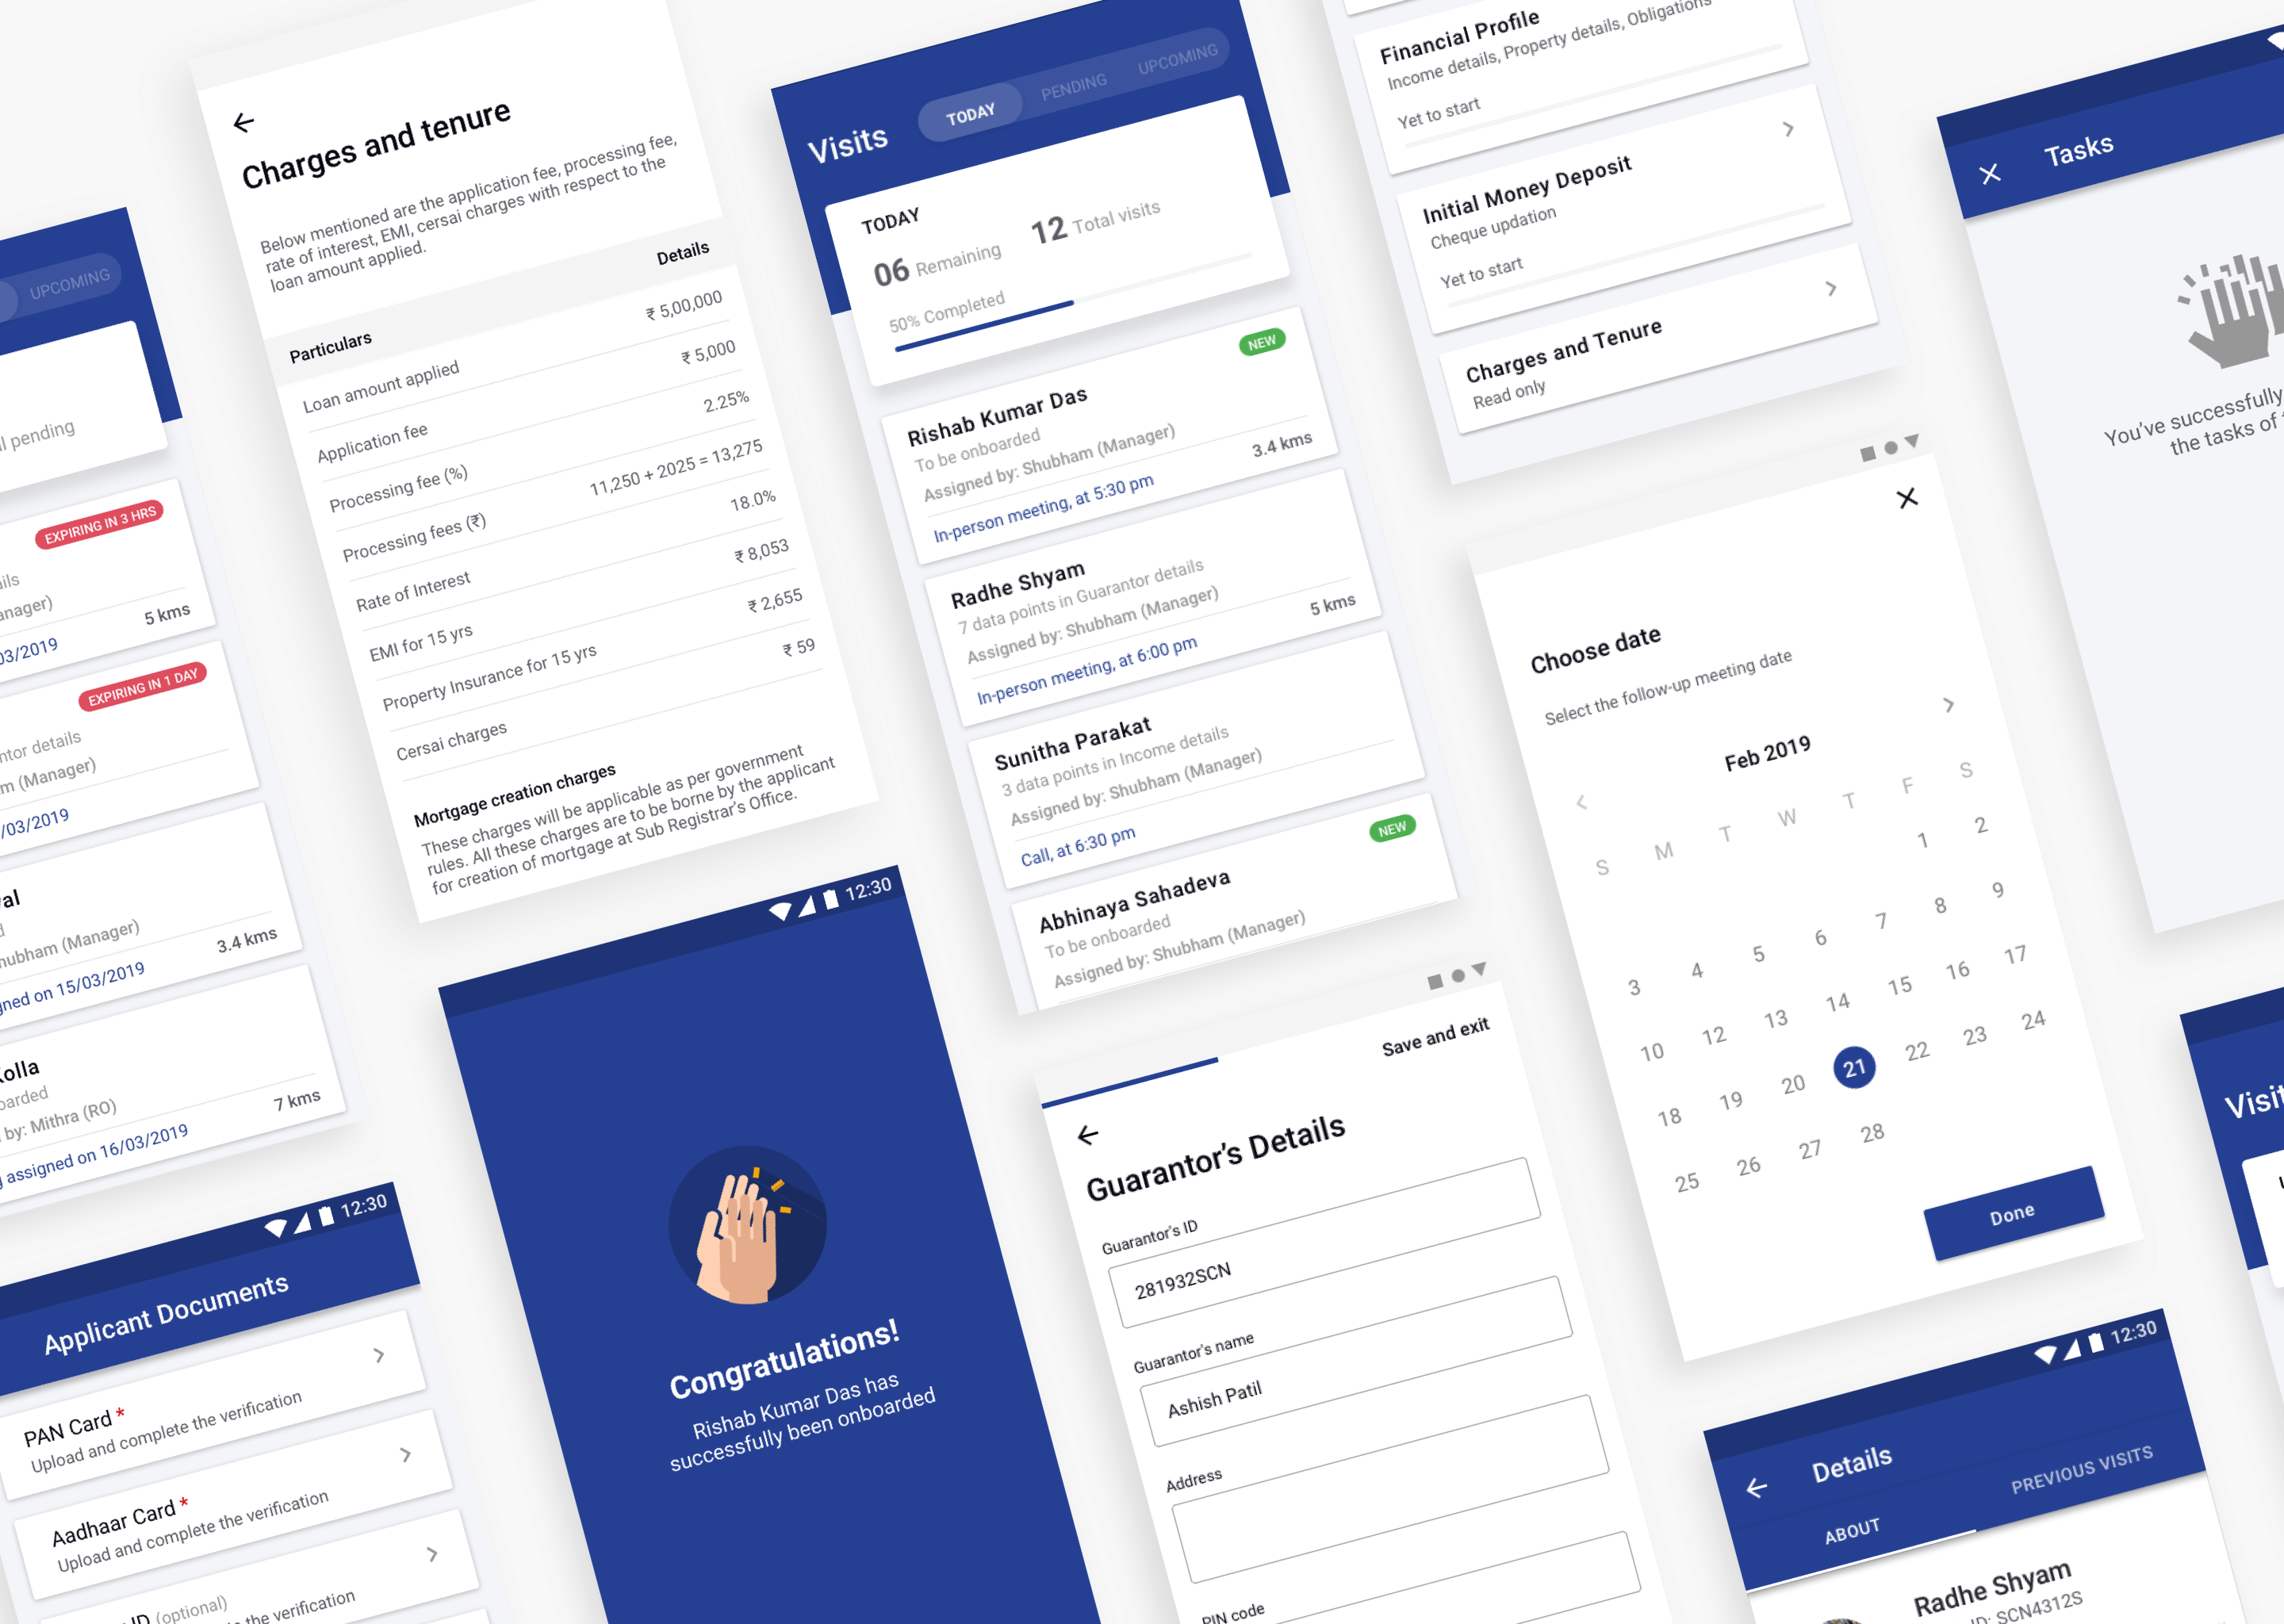 UPCOMING
ll pending
EXPIRING IN 3 HRS
ails
anager)
5 kms
03/2019
EXPIRING IN 1 DAY
ntor details
m (Manager)
/03/2019
val
d
hubham (Manager)
3.4 kms
gned on 15/03/2019
Kolla
oarded
by: Mithra (RO)
7 kms
g assigned on 16/03/2019
12:30
Applicant Documents
PAN Card *
Upload and complete the verification
Aadhaar Card *
Upload and complete the verification
ID (optional)
the verification
Charges and tenure
Below mentioned are the application fee, processing fee,
rate of interest, EMI, cersai charges with respect to the
loan amount applied.
Particulars Details
Loan amount applied ₹ 5,00,000
Application fee ₹ 5,000
Processing fee (%) 2.25%
Processing fees (₹) 11,250 + 2025 = 13,275
Rate of Interest 18.0%
EMI for 15 yrs ₹ 8,053
Property Insurance for 15 yrs ₹ 2,655
Cersai charges ₹ 59
Mortgage creation charges
These charges will be applicable as per government
rules. All these charges are to be borne by the applicant
for creation of mortgage at Sub Registrar's Office.
12:30
Congratulations!
Rishab Kumar Das has
successfully been onboarded
Visits TODAY PENDING UPCOMING
TODAY
06 Remaining 12 Total visits
50% Completed
NEW
Rishab Kumar Das
To be onboarded
Assigned by: Shubham (Manager)
In-person meeting, at 5:30 pm 3.4 kms
Radhe Shyam
7 data points in Guarantor details
Assigned by: Shubham (Manager)
In-person meeting, at 6:00 pm 5 kms
Sunitha Parakat
3 data points in Income details
Assigned by: Shubham (Manager)
Call, at 6:30 pm
NEW
Abhinaya Sahadeva
To be onboarded
Assigned by: Shubham (Manager)
Save and exit
Guarantor's Details
Guarantor's ID
281932SCN
Guarantor's name
Ashish Patil
Address
PIN code
Financial Profile
Income details, Property details, Obligations
Yet to start
Initial Money Deposit
Cheque updation
Yet to start
Charges and Tenure
Read only
Choose date
Select the follow-up meeting date
Feb 2019
S M T W T F S
1 2
3 4 5 6 7 8 9
10 12 13 14 15 16 17
18 19 20 21 22 23 24
25 26 27 28
Done
12:30
Details
ABOUT PREVIOUS VISITS
Radhe Shyam
ID: SCN4312S
Tasks
You've successfully
the tasks of
Visit